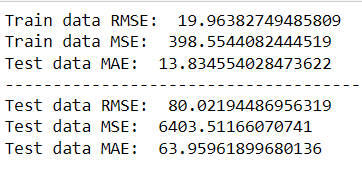 Train data RMSE:  19.96382749485809
Train data MSE:  398.5544082444519
Test data MAE:  13.834554028473622
-------------------------------------
Test data RMSE:  80.02194486956319
Test data MSE:  6403.51166070741
Test data MAE:  63.95961899680136